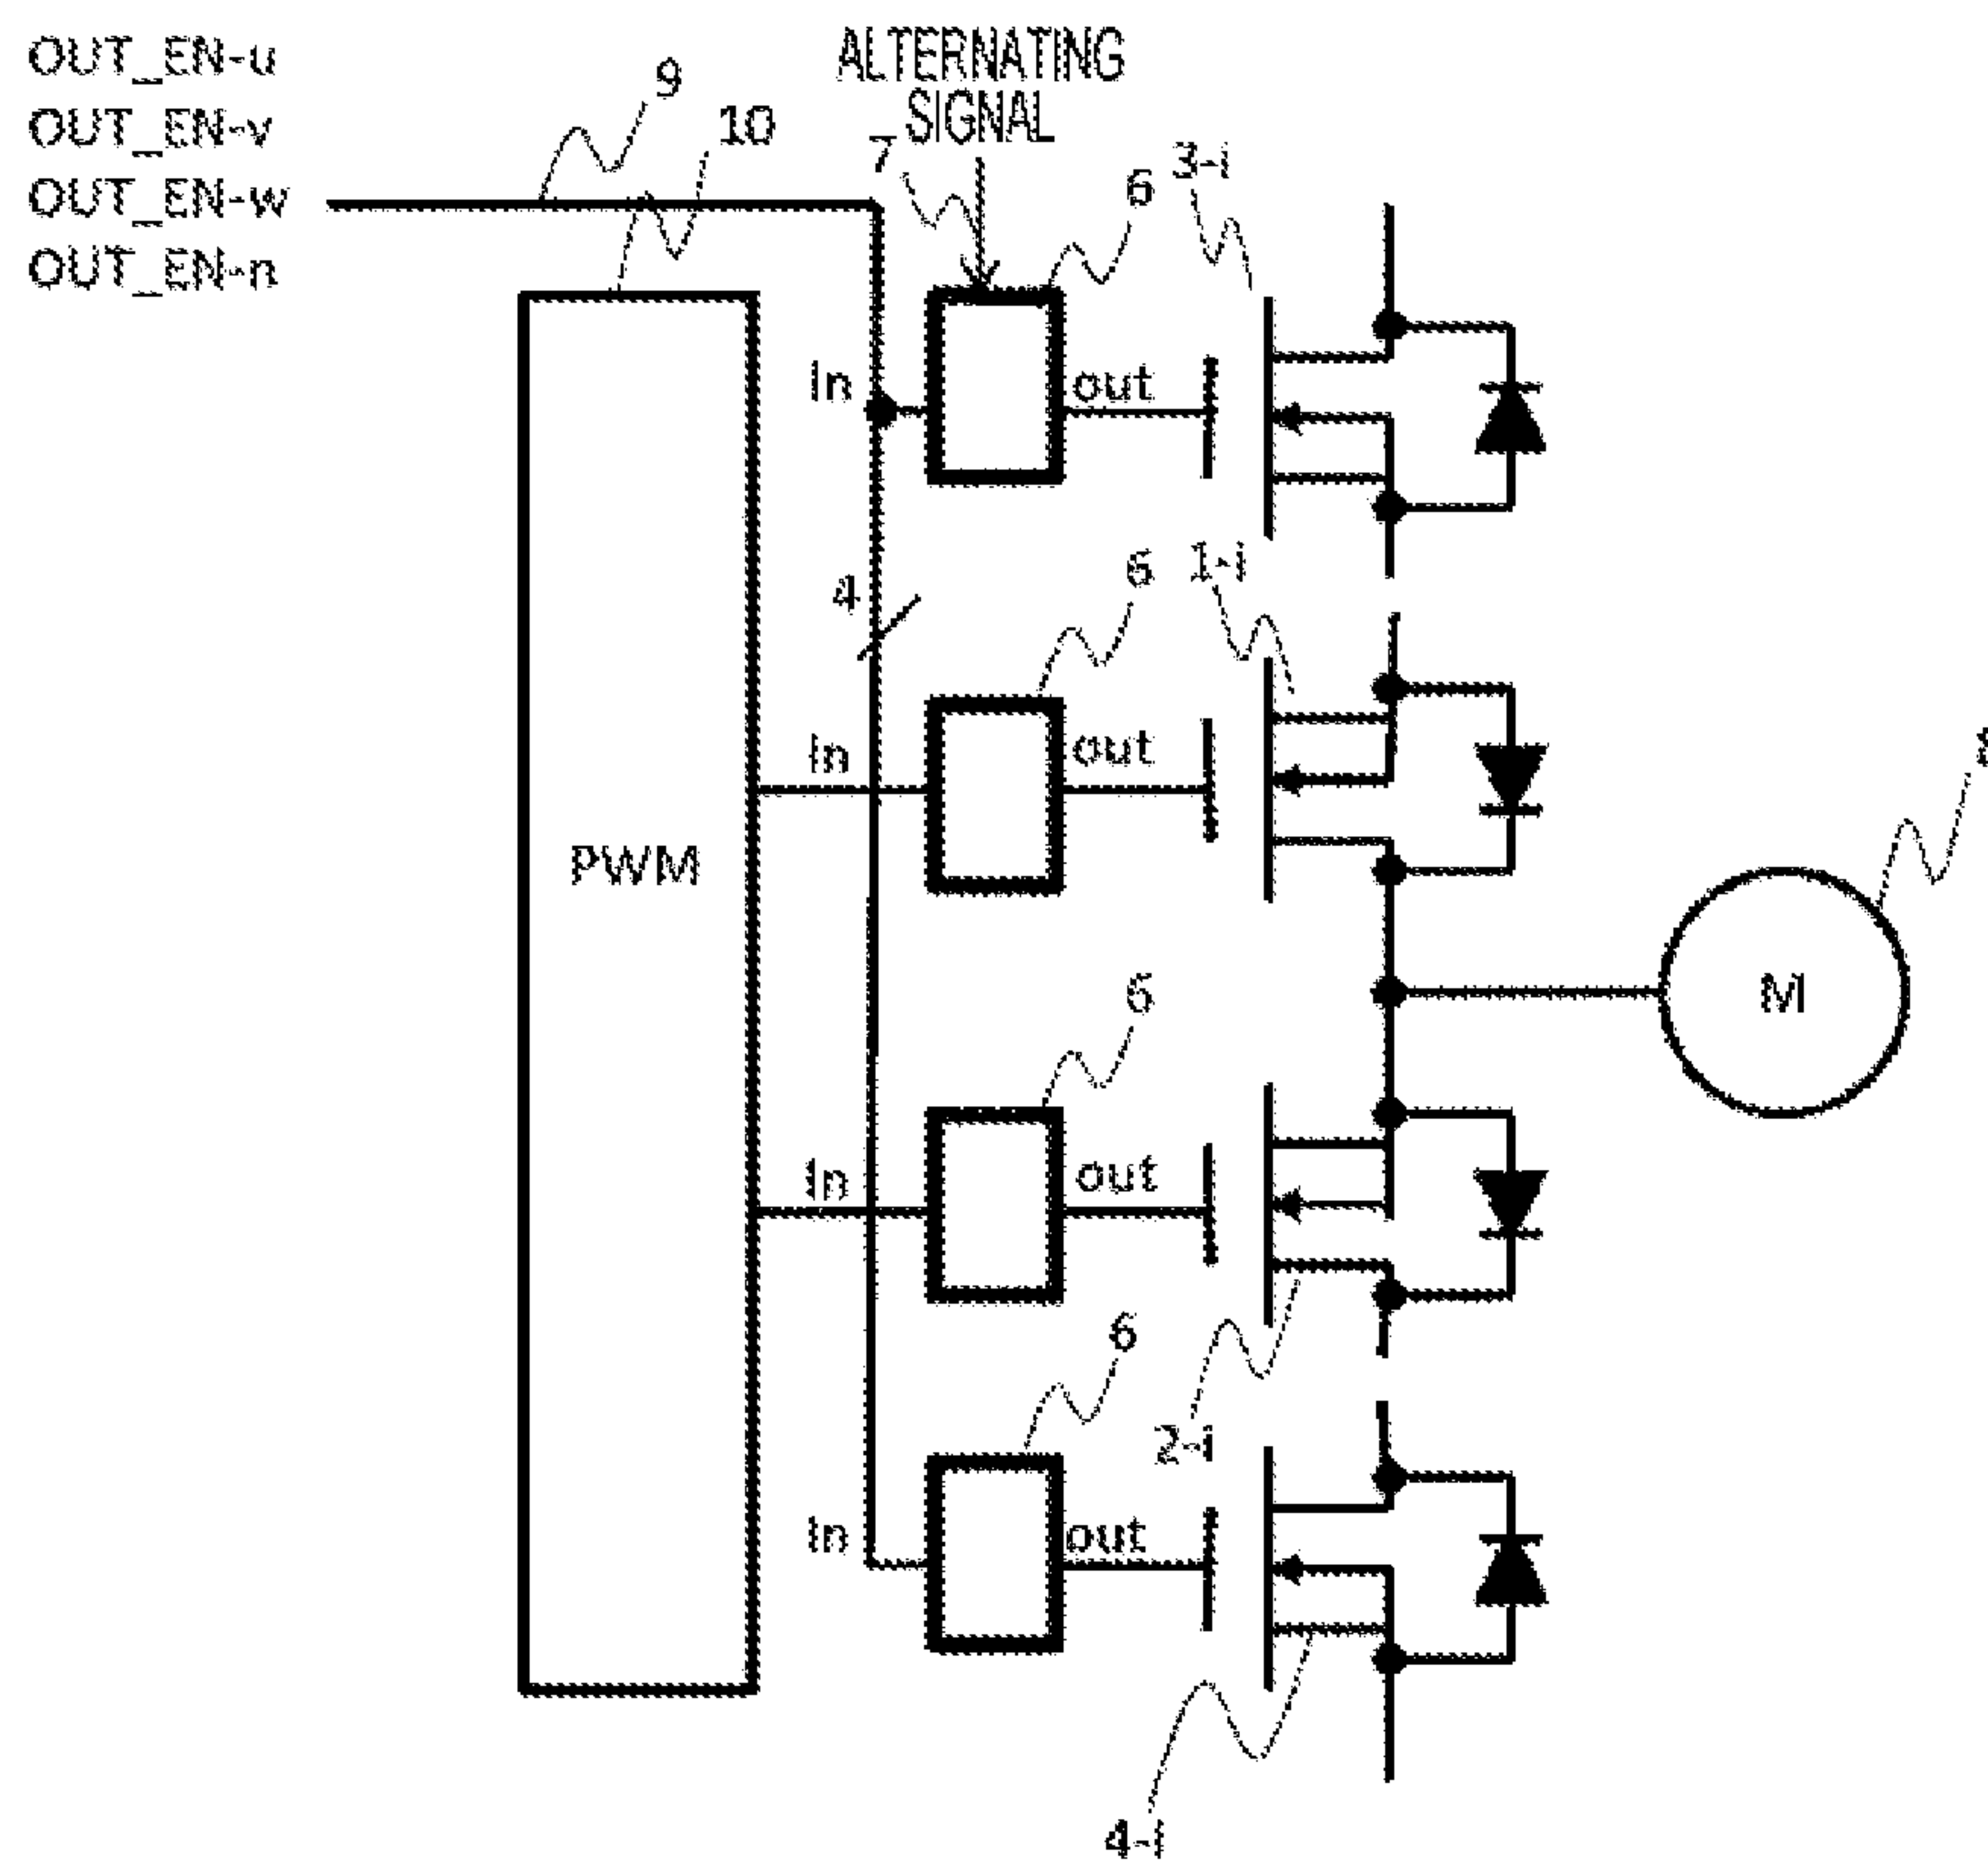 OUT_EN-u
OUT_EN-v
OUT_EN-w
OUT_EN-n
9
10
ALTERNATING
SIGNAL
7
6
3-i
In
out
4
6
1-i
In
out
PWM
M
6
In
out
2-i
6
In
out
4-i